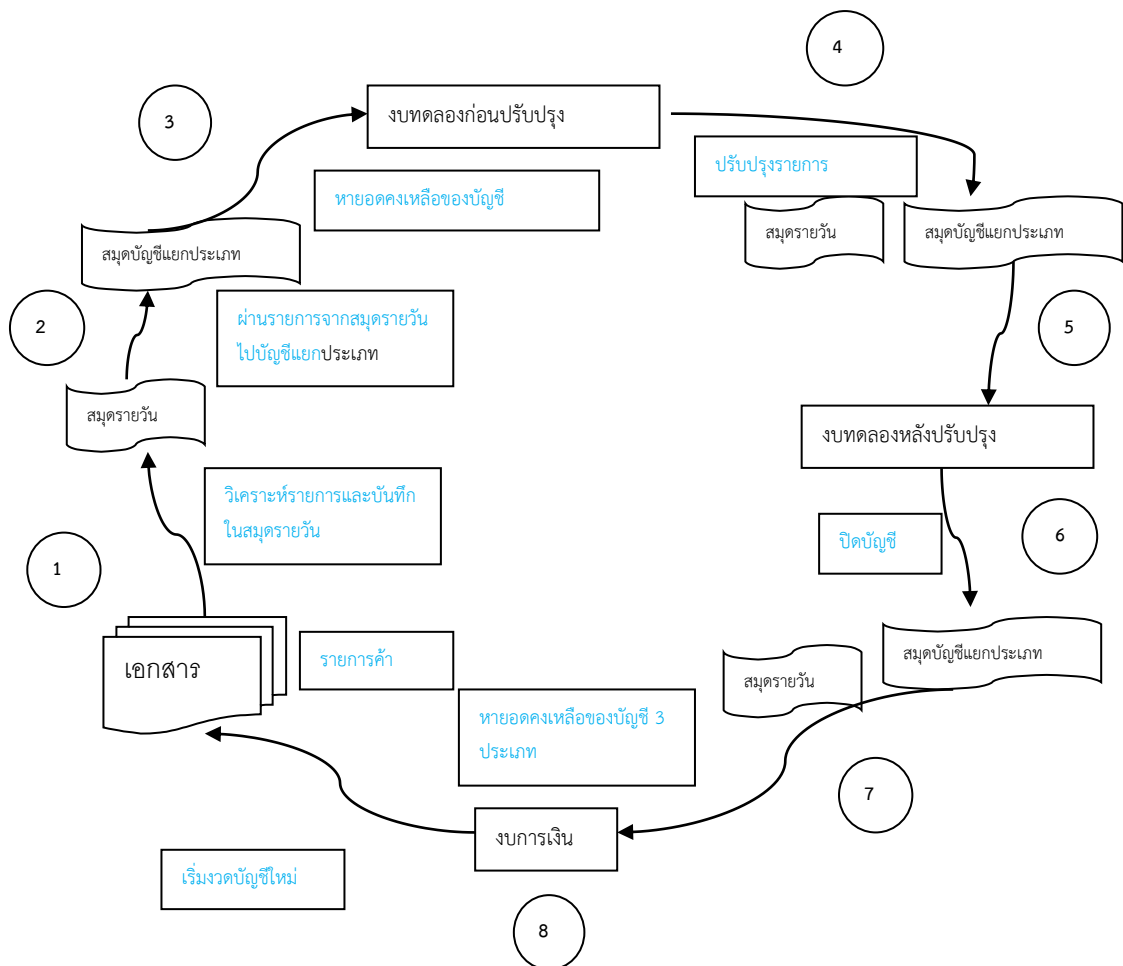 4
3
งบทดลองก่อนปรับปรุง
ปรับปรุงรายการ
หายอดคงเหลือของบัญชี
สมุดรายวัน
สมุดบัญชีแยกประเภท
สมุดบัญชีแยกประเภท
2
ผ่านรายการจากสมุดรายวัน
ไปบัญชีแยกประเภท
5
สมุดรายวัน
งบทดลองหลังปรับปรุง
วิเคราะห์รายการและบันทึก
ในสมุดรายวัน
ปิดบัญชี
6
1
เอกสาร
รายการค้า
สมุดบัญชีแยกประเภท
สมุดรายวัน
หายอดคงเหลือของบัญชี 3
ประเภท
7
งบการเงิน
เริ่มงวดบัญชีใหม่
8